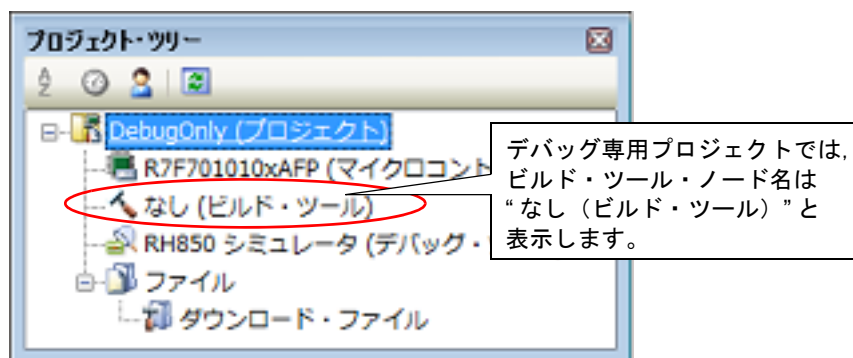 プロジェクト・ツリー
DebugOnly (プロジェクト)
R7F701010xAFP (マイクロコント
なし (ビルド・ツール)
RH850 シミュレータ (デバッグ・
ファイル
ダウンロード・ファイル
デバッグ専用プロジェクトでは,
ビルド・ツール・ノード名は
“なし（ビルド・ツール）”と
表示します。